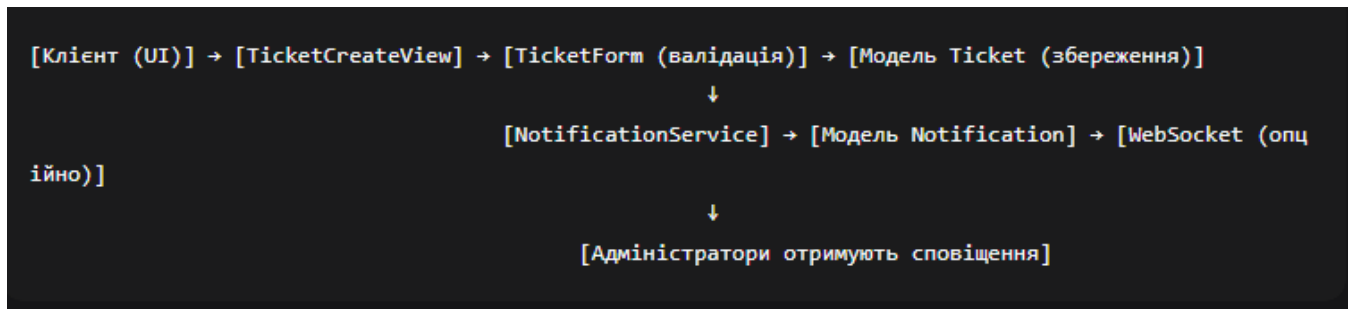 [Клієнт (UI)] → [TicketCreateView] → [TicketForm (валідація)] → [Модель Ticket (збереження)]
↓
[NotificationService] → [Модель Notification] → [WebSocket (опц
ійно)]
↓
[Адміністратори отримують сповіщення]